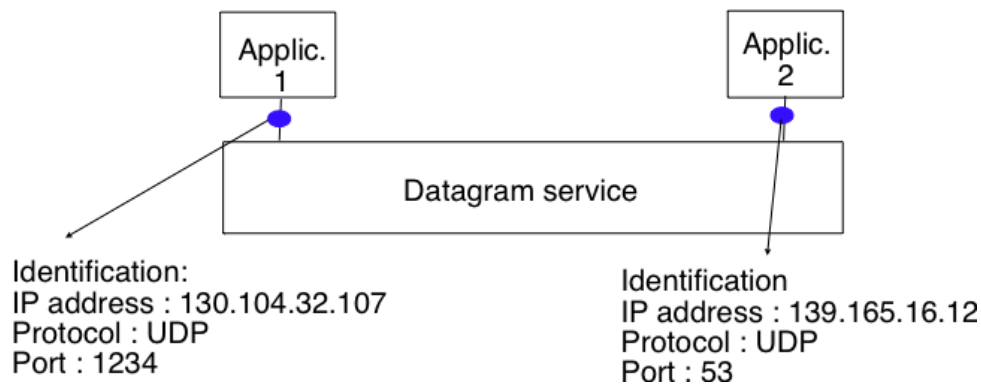 Applic.
1
Applic.
2
Datagram service
Identification:
IP address : 130.104.32.107
Protocol : UDP
Port : 1234
Identification
IP address : 139.165.16.12
Protocol : UDP
Port : 53